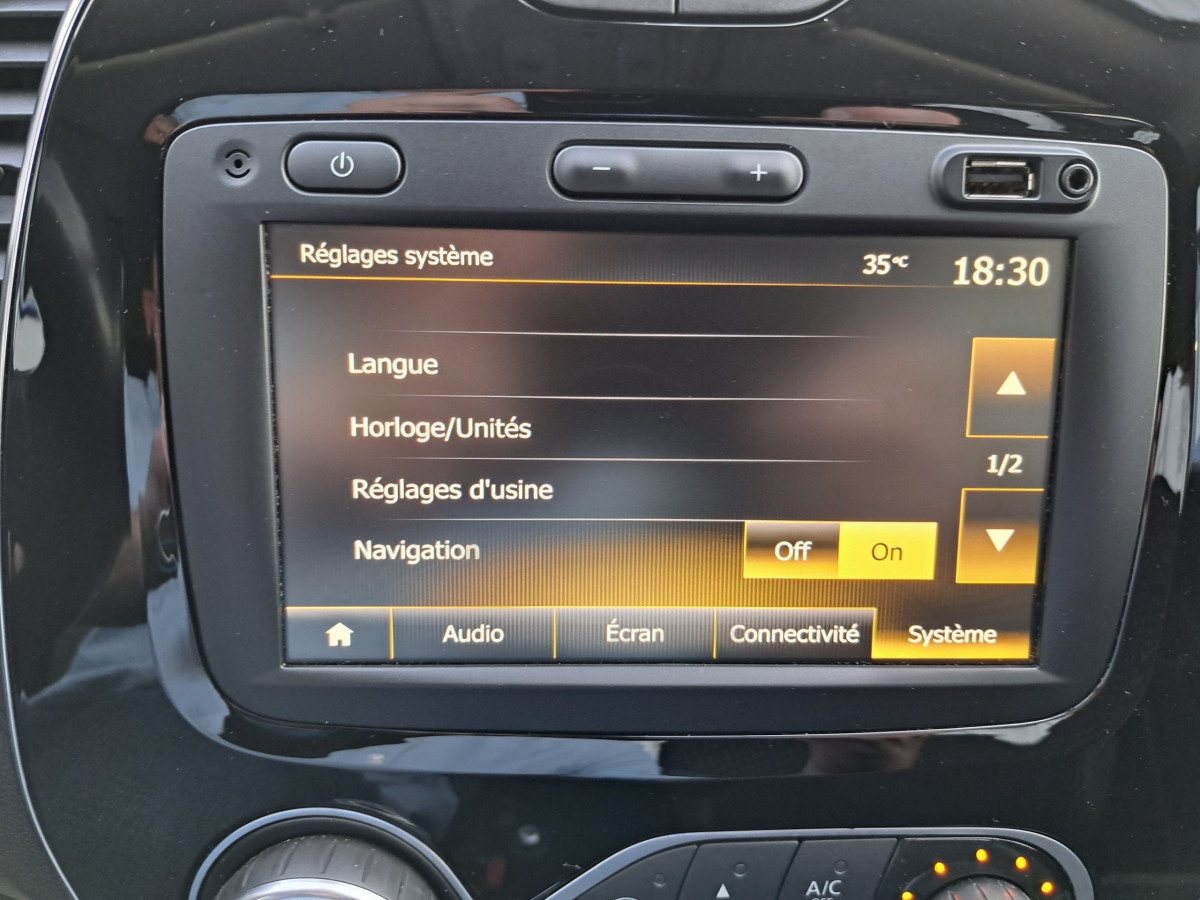 − +
Réglages système 35°C 18:30
Langue
Horloge/Unités
1/2
Réglages d'usine
Navigation Off On
Audio Écran Connectivité Système
A/C